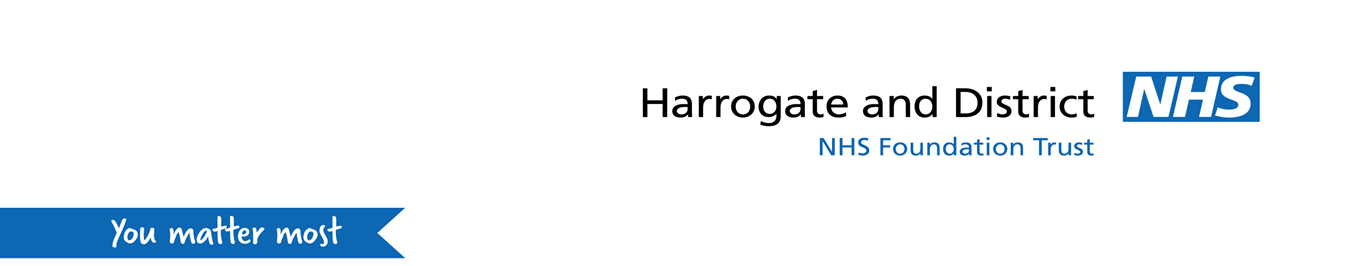 Harrogate and District NHS
NHS Foundation Trust
You matter most